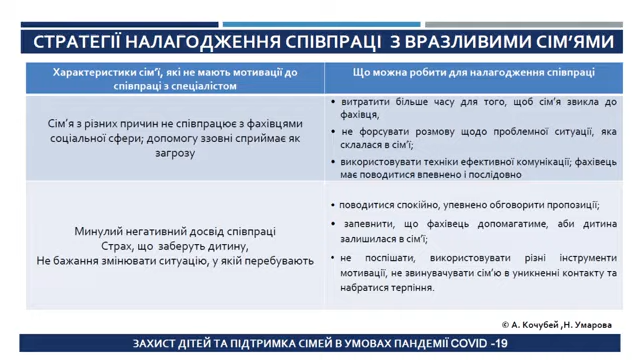 СТРАТЕГІЇ НАЛАГОДЖЕННЯ СПІВПРАЦІ З ВРАЗЛИВИМИ СІМ'ЯМИ
Характеристики сім'ї, які не мають мотивації до
співпраці з спеціалістом
Що можна робити для налагодження співпраці
Сім'я з різних причин не співпрацює з фахівцями
соціальної сфери; допомогу ззовні сприймає як
загрозу
• витратити більше часу для того, щоб сім'я звикла до
фахівця,
• не форсувати розмову щодо проблемної ситуації, яка
склалася в сім'ї;
• використовувати техніки ефективної комунікації; фахівець
має поводитися впевнено і послідовно
Минулий негативний досвід співпраці
Страх, що заберуть дитину,
Не бажання змінювати ситуацію, у якій перебувають
• поводитися спокійно, упевнено обговорити пропозиції;
• запевнити, що фахівець допомагатиме, аби дитина
залишилася в сім'ї;
• не поспішати, використовувати різні інструменти
мотивації, не звинувачувати сім'ю в уникненні контакту та
набратися терпіння.
© А. Кочубей ,Н. Умарова
ЗАХИСТ ДІТЕЙ ТА ПІДТРИМКА СІМЕЙ В УМОВАХ ПАНДЕМІЇ COVID -19